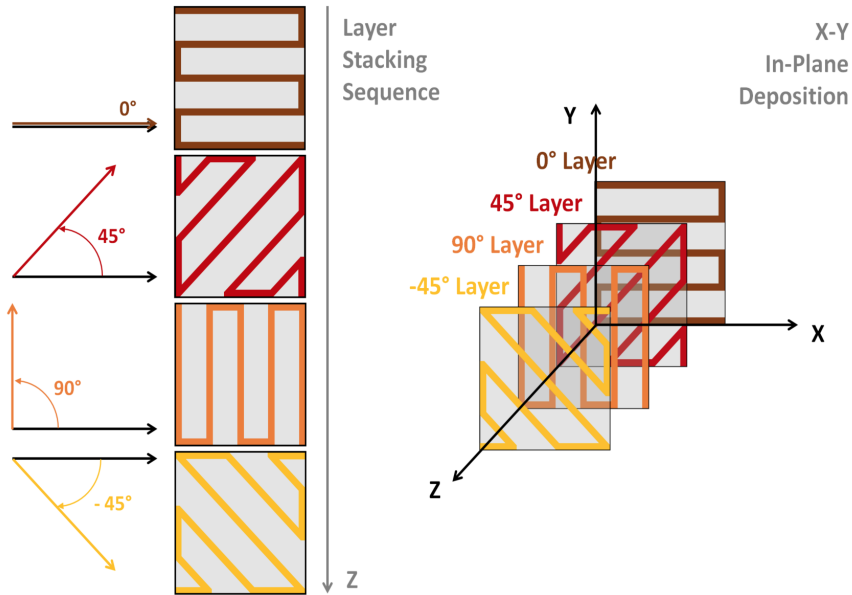 0°
45°
90°
- 45°
Layer
Stacking
Sequence
Z
X-Y
In-Plane
Deposition
Y
0° Layer
45° Layer
90° Layer
-45° Layer
X
Z